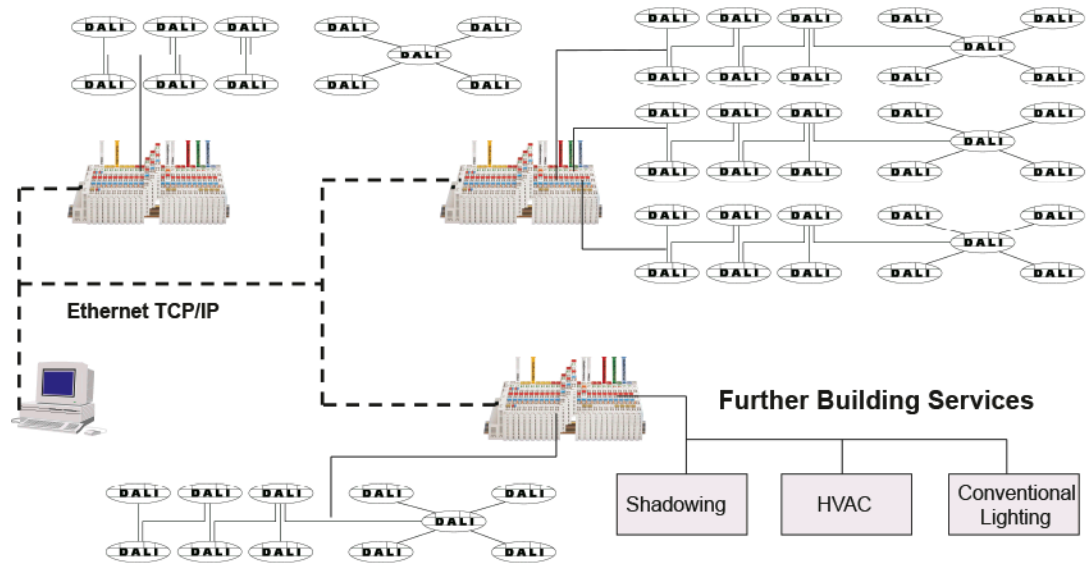 DALI DALI DALI DALI DALI DALI DALI DALI DALI DALI
DALI DALI
DALI DALI DALI DALI DALI DALI DALI DALI DALI DALI
DALI DALI DALI DALI DALI
DALI
DALI DALI DALI DALI DALI
DALI DALI DALI DALI DALI
DALI
DALI DALI DALI DALI DALI
Ethernet TCP/IP
Further Building Services
Shadowing
HVAC
Conventional
Lighting
DALI DALI DALI DALI DALI
DALI
DALI DALI DALI DALI DALI